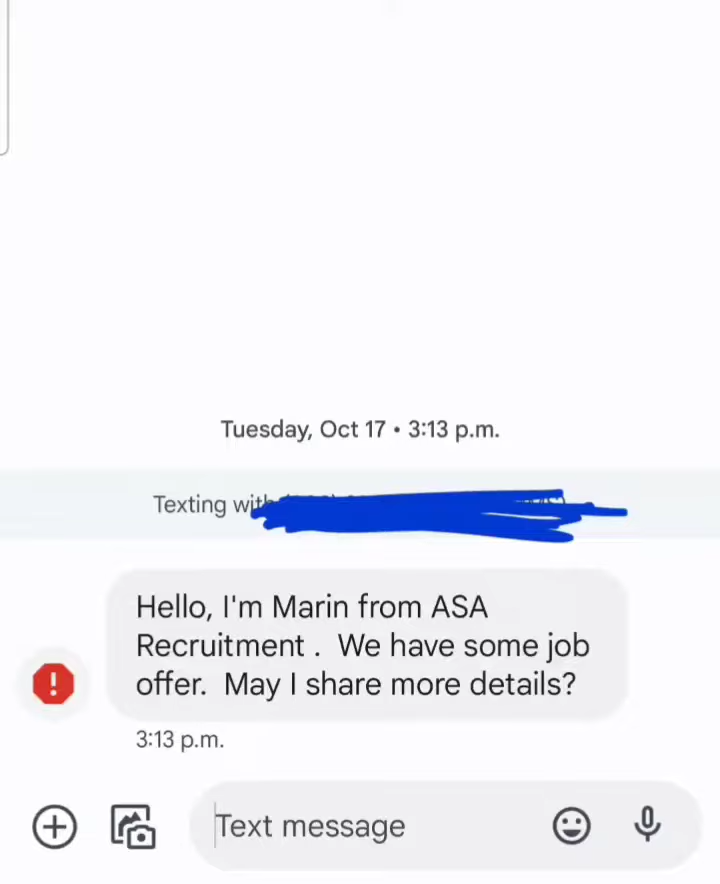 Tuesday, Oct 17 • 3:13 p.m.
Texting with
Hello, I'm Marin from ASA
Recruitment .  We have some job
offer.  May I share more details?
3:13 p.m.
Text message